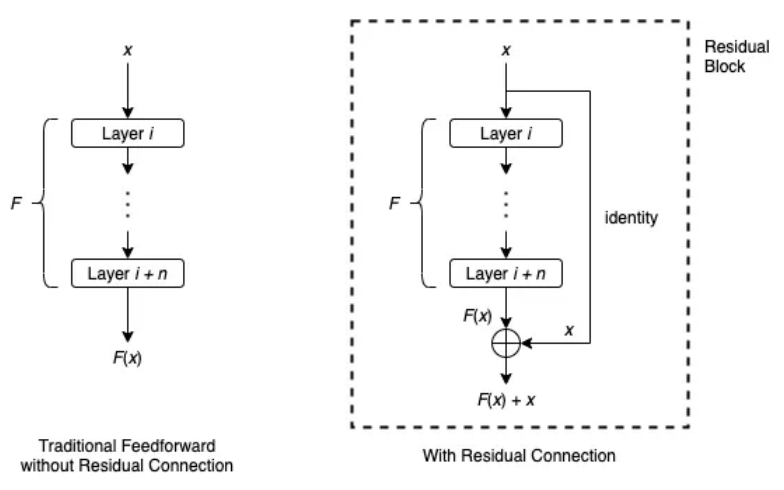 x
Layer i
F
⋮
Layer i + n
F(x)
Traditional Feedforward
without Residual Connection
x
Residual
Block
Layer i
F
⋮
identity
Layer i + n
F(x)
x
F(x) + x
With Residual Connection